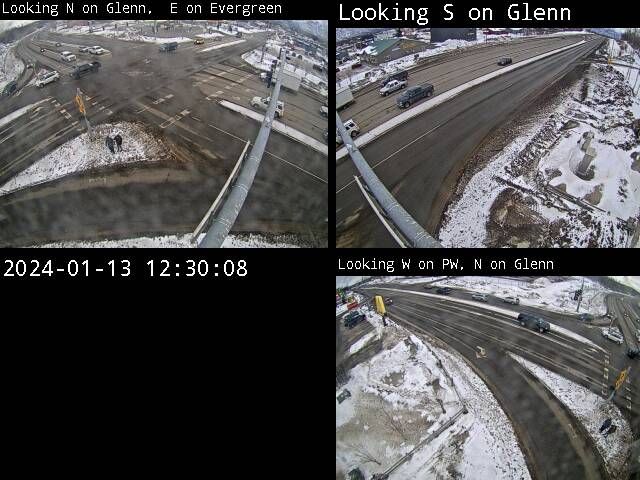 Looking N on Glenn, E on Evergreen
Looking S on Glenn
2024-01-13 12:30:08
Looking W on PW, N on Glenn